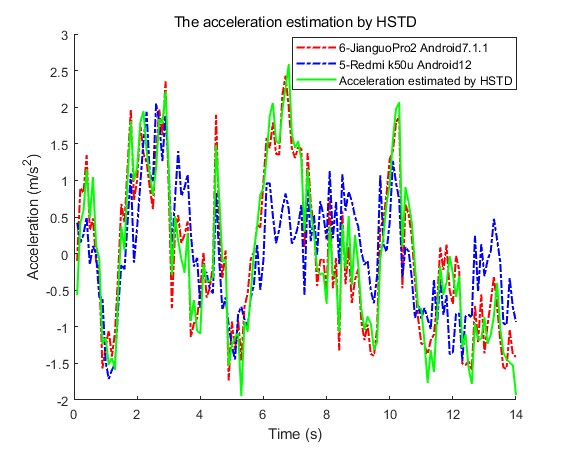 The acceleration estimation by HSTD
6-JianguoPro2 Android7.1.1
5-Redmi k50u Android12
Acceleration estimated by HSTD
3
2.5
2
1.5
1
0.5
0
-0.5
-1
-1.5
-2
Acceleration (m/s²)
0 2 4 6 8 10 12 14
Time (s)